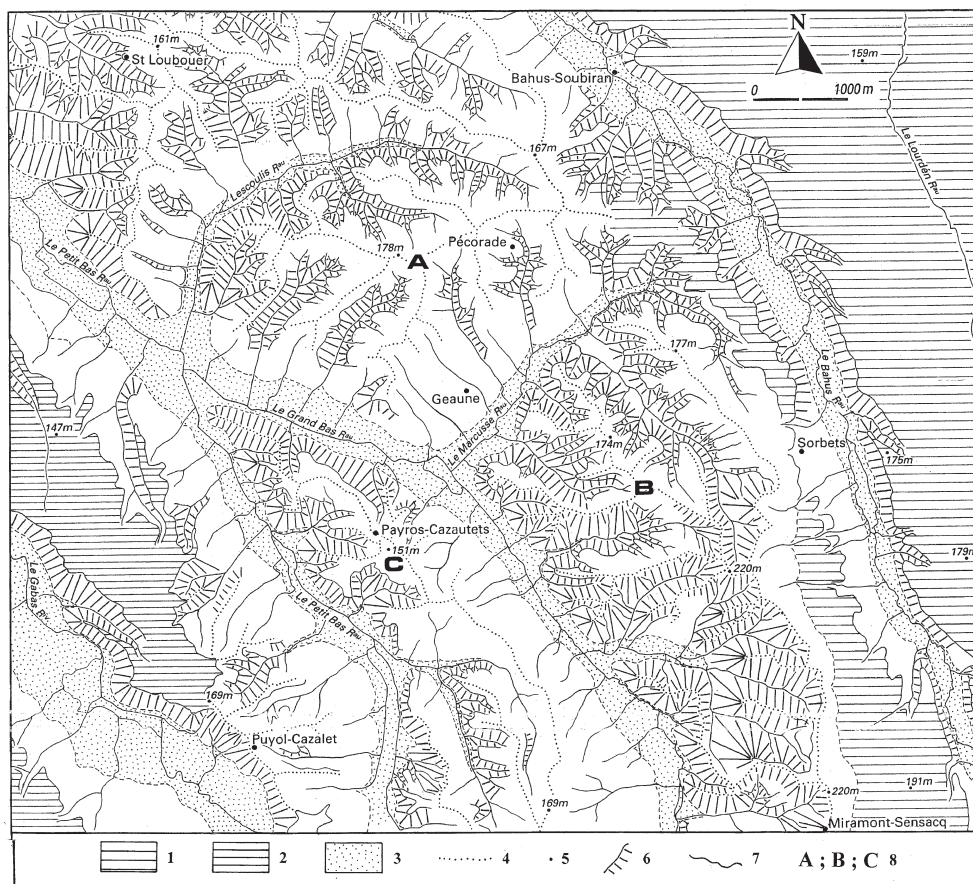 161m
St Loubouer
N
159m
Bahus-Soubiran
0 1000 m
Le Lourdén Rau
167m
Lescoulis Rau
Pécorade
178m
A
Le Petit Bas Rau
177m
Geaune
Le Bahus Rau
Le Grand Bas Rau
Le Marcusse Rau
147m
174m
Sorbets
175m
B
Payros-Cazautets
151m
C
179m
220m
Le Gabas Rau
Le Petit Bas Rau
169m
Puyol-Cazalet
191m
220m
169m
Miramont-Sensacq
1 2 3 4 5 6 7 A ; B ; C 8